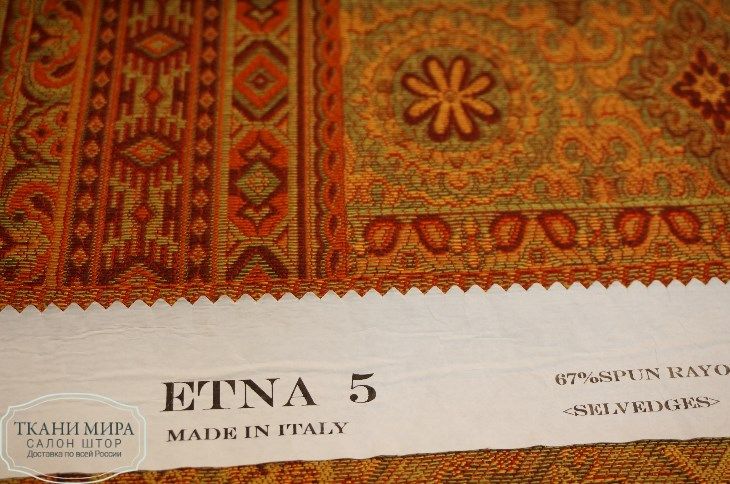 ETNA 5
MADE IN ITALY
67%SPUN RAYO
<SELVEDGES>
ТКАНИ МИРА
САЛОН ШТОР
Доставка по всей России